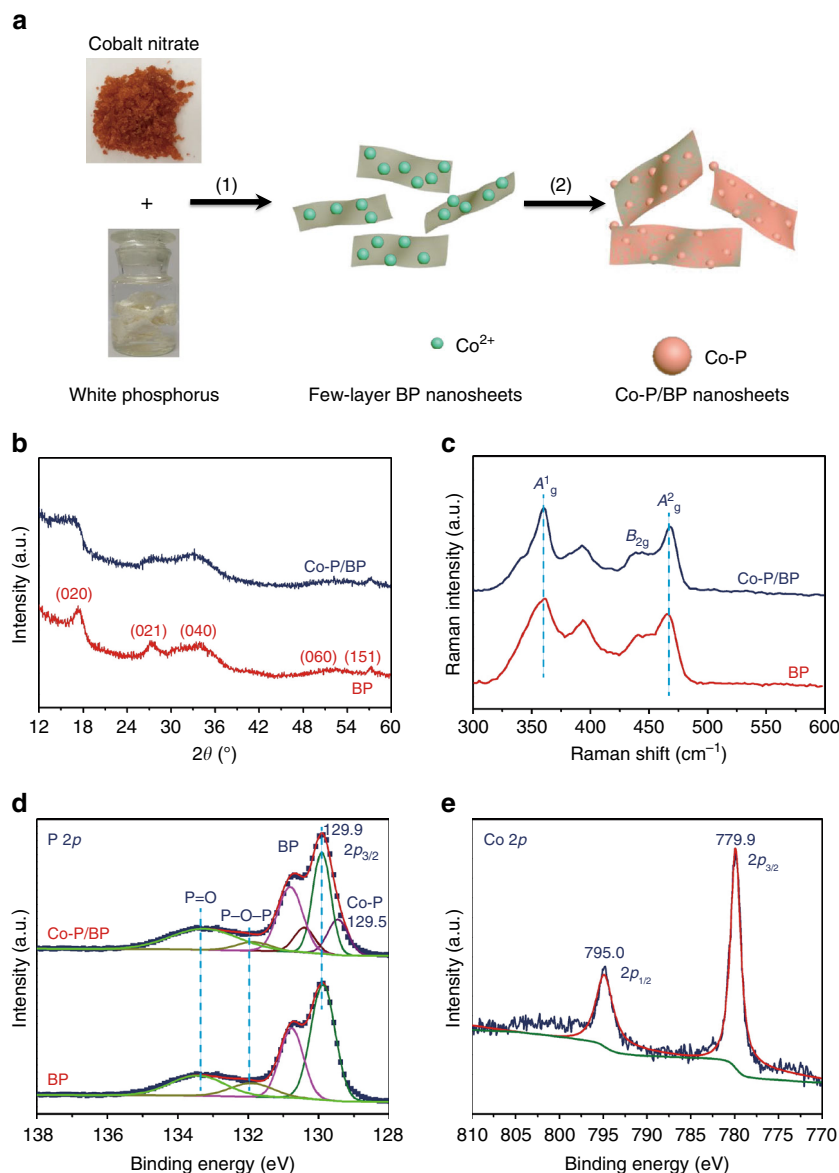 a
Cobalt nitrate
(1)
(2)
+
Co2+
Co-P
White phosphorus
Few-layer BP nanosheets
Co-P/BP nanosheets
b
Intensity (a.u.)
Co-P/BP
(020)
(021)
(040)
(060)
(151)
BP
12
18
24
30
36
42
48
54
60
2θ (°)
c
Raman intensity (a.u.)
A1g
B2g
A2g
Co-P/BP
BP
300
350
400
450
500
550
600
Raman shift (cm−1)
d
Intensity (a.u.)
P 2p
129.9
2p3/2
BP
P=O
P–O–P
Co-P
129.5
Co-P/BP
BP
138
136
134
132
130
128
Binding energy (eV)
e
Intensity (a.u.)
Co 2p
779.9
2p3/2
795.0
2p1/2
810
805
800
795
790
785
780
775
770
Binding energy (eV)